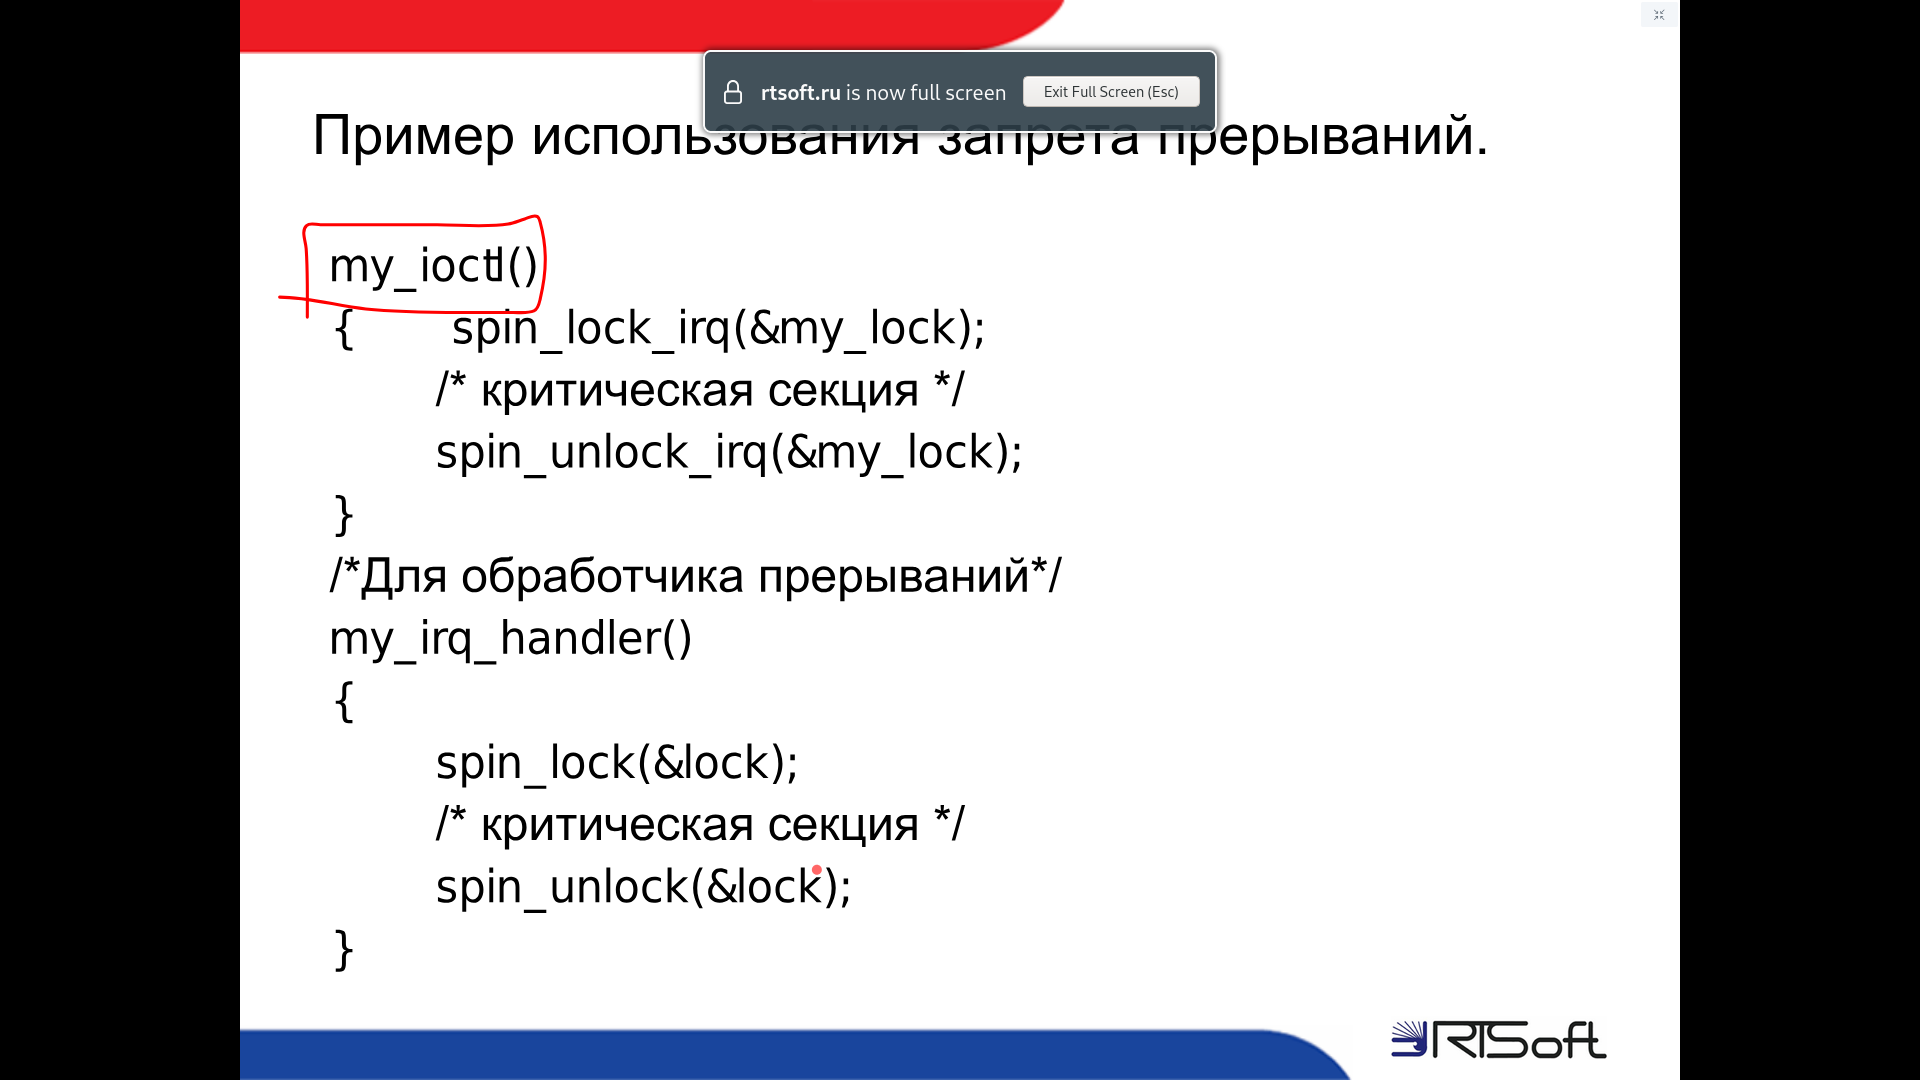 rtsoft.ru is now full screen
Exit Full Screen (Esc)
Пример использования запрета прерываний.
my_ioctl()
{ spin_lock_irq(&my_lock);
/* критическая секция */
spin_unlock_irq(&my_lock);
}
/*Для обработчика прерываний*/
my_irq_handler()
{
spin_lock(&lock);
/* критическая секция */
spin_unlock(&lock);
}
RTSoft